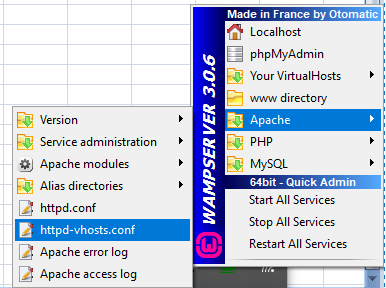 Made in France by Otomatic
Localhost
phpMyAdmin
Your VirtualHosts
www directory
Apache
PHP
MySQL
64bit - Quick Admin
Start All Services
Stop All Services
Restart All Services
WAMPSERVER 3.0.6
Version
Service administration
Apache modules
Alias directories
httpd.conf
httpd-vhosts.conf
Apache error log
Apache access log